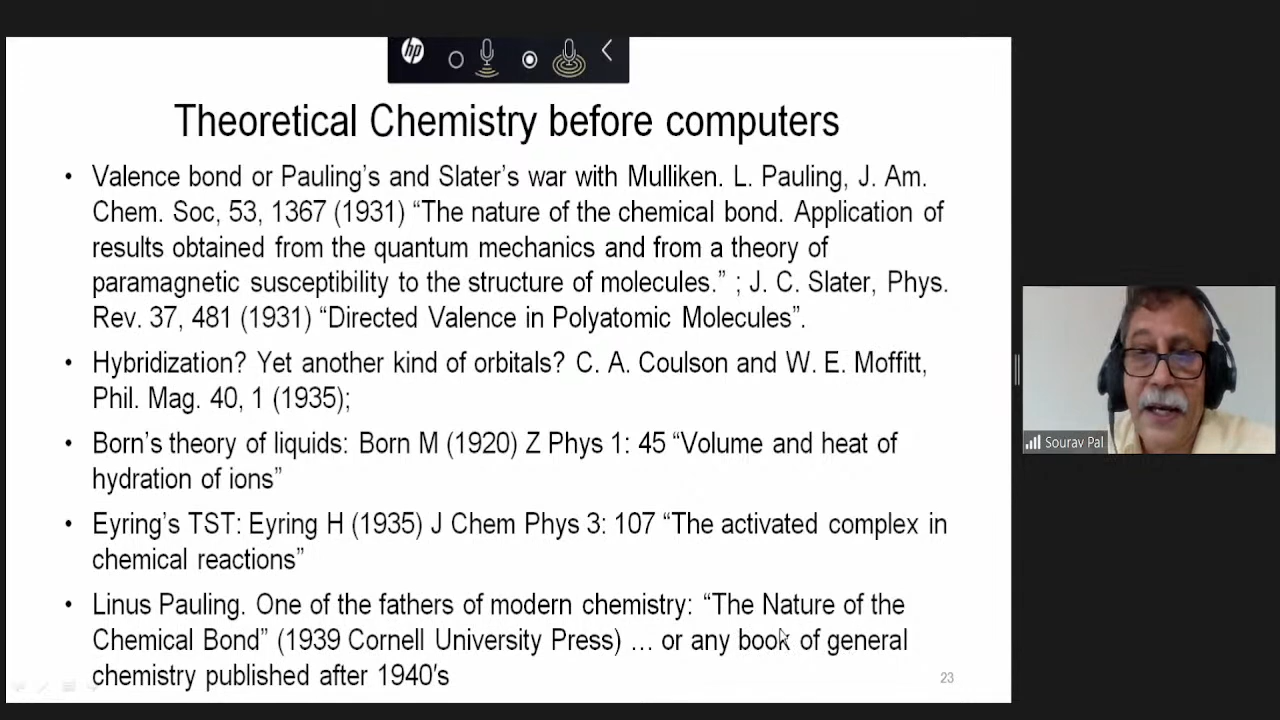 hp
Theoretical Chemistry before computers
• Valence bond or Pauling's and Slater's war with Mulliken. L. Pauling, J. Am.
Chem. Soc, 53, 1367 (1931) “The nature of the chemical bond. Application of
results obtained from the quantum mechanics and from a theory of
paramagnetic susceptibility to the structure of molecules.” ; J. C. Slater, Phys.
Rev. 37, 481 (1931) “Directed Valence in Polyatomic Molecules”.
• Hybridization? Yet another kind of orbitals? C. A. Coulson and W. E. Moffitt,
Phil. Mag. 40, 1 (1935);
• Born's theory of liquids: Born M (1920) Z Phys 1: 45 “Volume and heat of
hydration of ions”
• Eyring's TST: Eyring H (1935) J Chem Phys 3: 107 “The activated complex in
chemical reactions”
• Linus Pauling. One of the fathers of modern chemistry: “The Nature of the
Chemical Bond” (1939 Cornell University Press) … or any book of general
chemistry published after 1940's
23
Sourav Pal